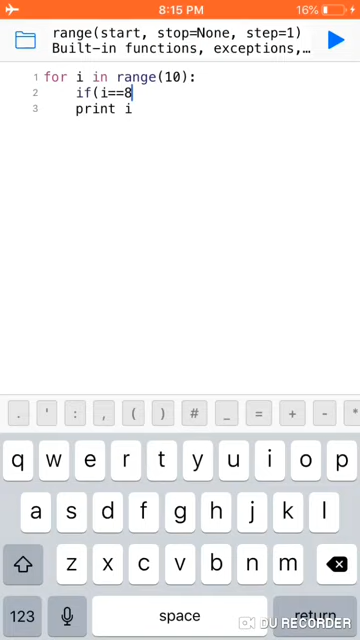 8:15 PM
16%
range(start, stop=None, step=1)
Built-in functions, exceptions,…
1 for i in range(10):
2 if(i==8
3 print i
. ' : , ( ) # _ = + - *
q w e r t y u i o p
a s d f g h j k l
z x c v b n m
123 space return
DU RECORDER